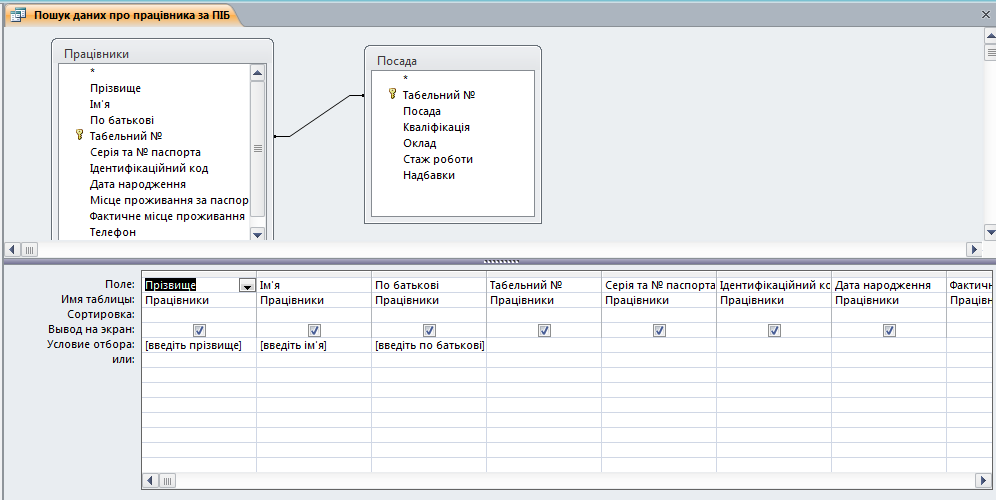 Пошук даних про працівника за ПІБ
Працівники
*
Прізвище
Ім'я
По батькові
Табельний №
Серія та № паспорта
Ідентифікаційний код
Дата народження
Місце проживання за паспор
Фактичне місце проживання
Телефон
Посада
*
Табельний №
Посада
Кваліфікація
Оклад
Стаж роботи
Надбавки
Поле: Прізвище Ім'я По батькові Табельний № Серія та № паспорта Ідентифікаційний кс Дата народження Фактичн
Имя таблицы: Працівники Працівники Працівники Працівники Працівники Працівники Працівники Працівн
Сортировка:
Вывод на экран:
Условие отбора: [введіть прізвище] [введіть ім'я] [введіть по батькові]
или: